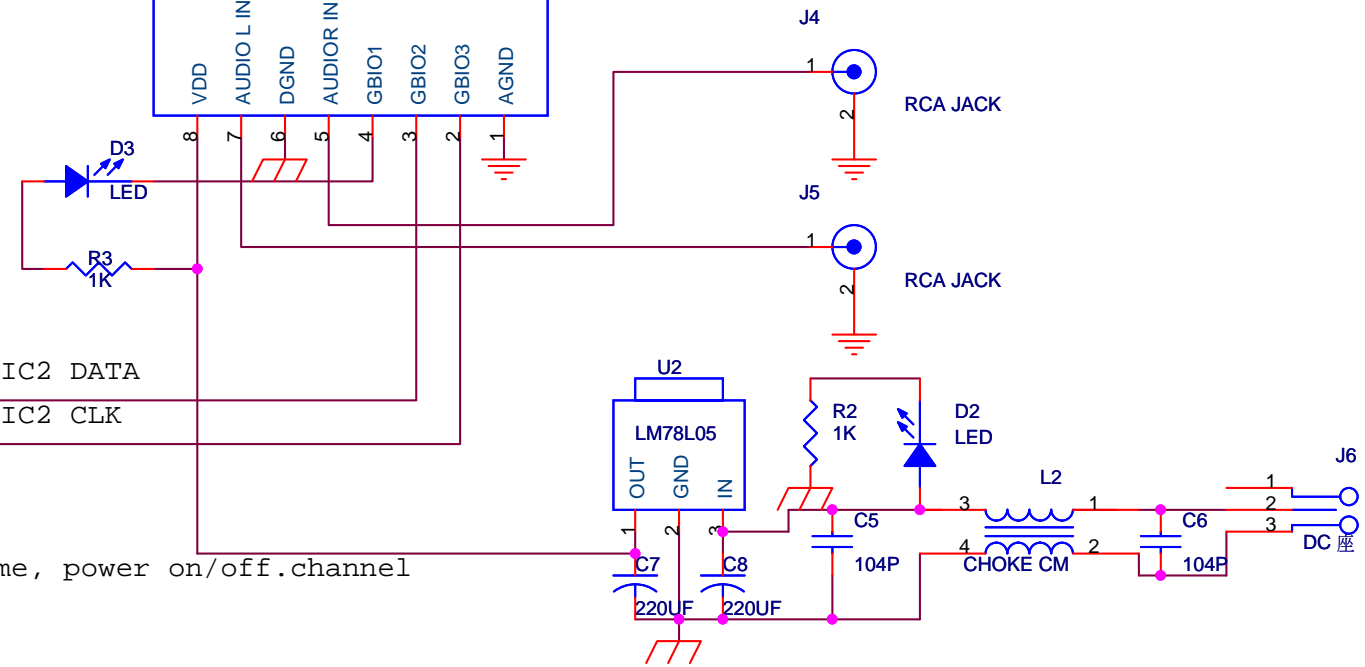 VDD
AUDIO L IN
DGND
AUDIOR IN
GBIO1
GBIO2
GBIO3
AGND
8
7
6
5
4
3
2
1
D3
LED
R3
1K
J4
1
2
RCA JACK
J5
1
2
RCA JACK
IC2 DATA
IC2 CLK
me, power on/off.channel
U2
LM78L05
OUT
GND
IN
1
2
3
C7
220UF
C8
220UF
R2
1K
D2
LED
C5
104P
L2
3
1
4
2
CHOKE CM
C6
104P
J6
1
2
3
DC 座